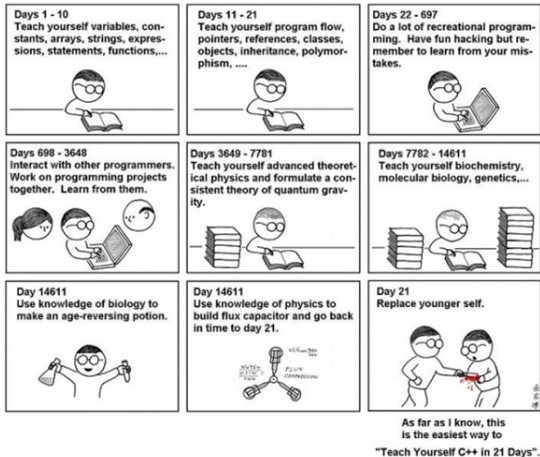 Days 1 - 10
Teach yourself variables, con-
stants, arrays, strings, expres-
sions, statements, functions,...
Days 11 - 21
Teach yourself program flow,
pointers, references, classes,
objects, inheritance, polymor-
phism, ....
Days 22 - 697
Do a lot of recreational program-
ming. Have fun hacking but re-
member to learn from your mis-
takes.
Days 698 - 3648
Interact with other programmers.
Work on programming projects
together. Learn from them.
Days 3649 - 7781
Teach yourself advanced theoret-
ical physics and formulate a con-
sistent theory of quantum grav-
ity.
Days 7782 - 14611
Teach yourself biochemistry,
molecular biology, genetics,...
Day 14611
Use knowledge of biology to
make an age-reversing potion.
Day 14611
Use knowledge of physics to
build flux capacitor and go back
in time to day 21.
FLUX
Day 21
Replace younger self.
As far as I know, this
is the easiest way to
"Teach Yourself C++ in 21 Days".